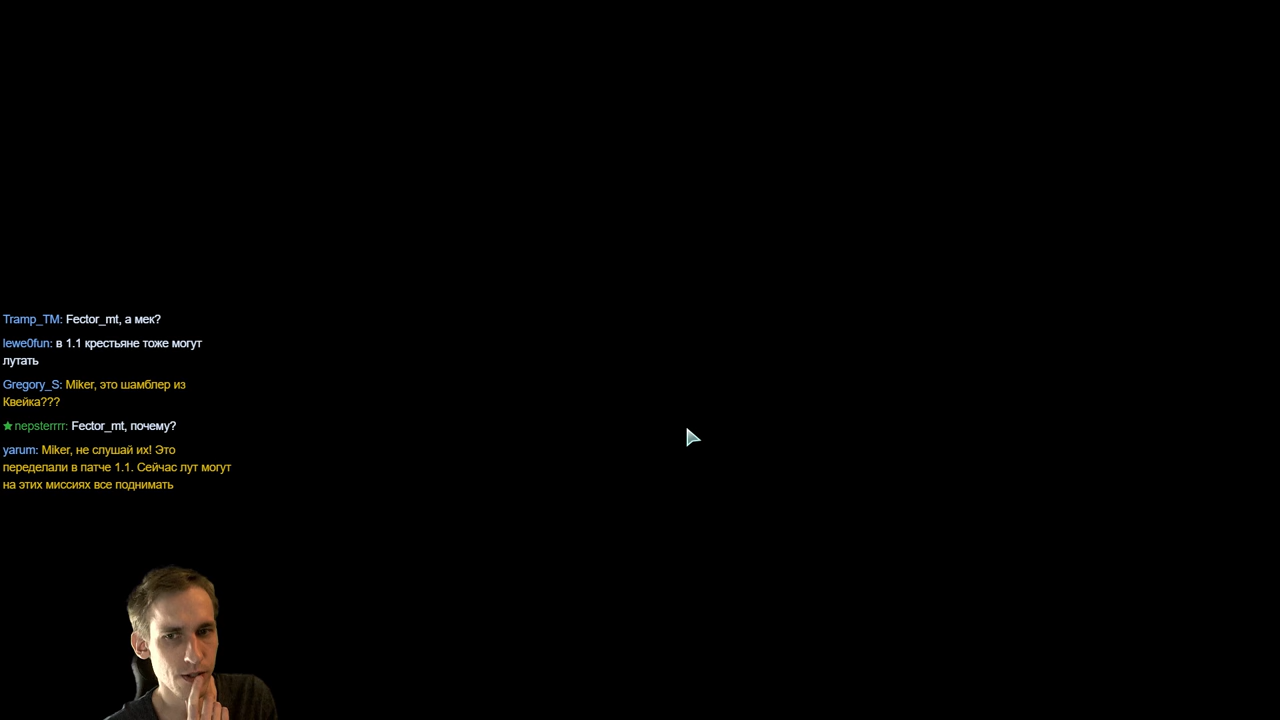 Tramp_TM: Fector_mt, а мек?
lewe0fun: в 1.1 крестьяне тоже могут
лутать
Gregory_S: Miker, это шамблер из
Квейка???
nepsterrrr: Fector_mt, почему?
yarum: Miker, не слушай их! Это
переделали в патче 1.1. Сейчас лут могут
на этих миссиях все поднимать